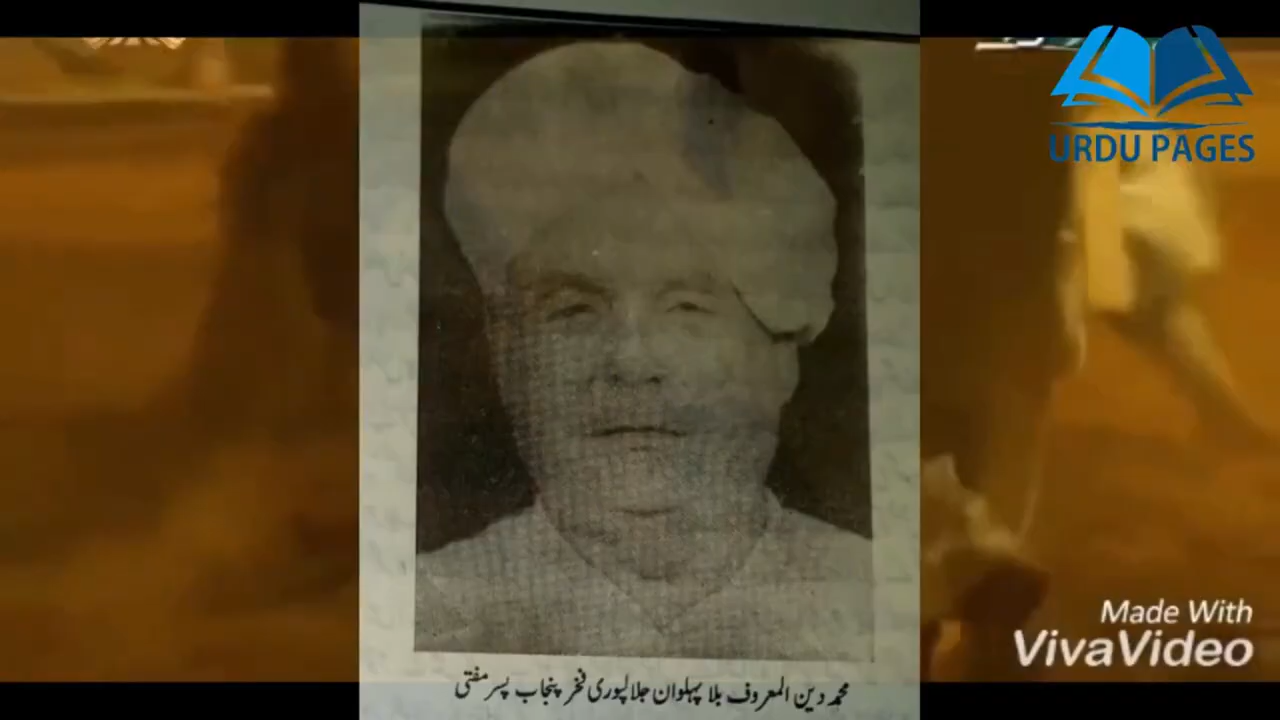 URDU PAGES
محمد دین المعروف بلا پہلوان جلالپوری فخر پنجاب پسر مفتی
Made With
VivaVideo